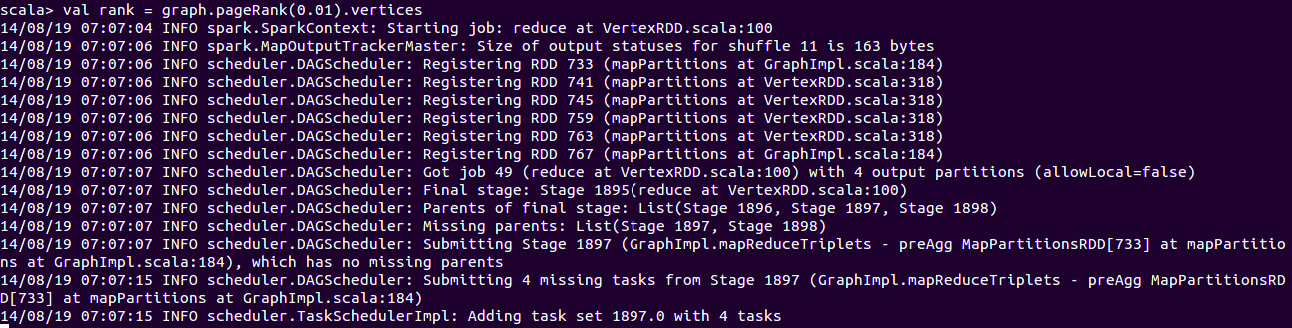 scala> val rank = graph.pageRank(0.01).vertices
14/08/19 07:07:04 INFO spark.SparkContext: Starting job: reduce at VertexRDD.scala:100
14/08/19 07:07:06 INFO spark.MapOutputTrackerMaster: Size of output statuses for shuffle 11 is 163 bytes
14/08/19 07:07:06 INFO scheduler.DAGScheduler: Registering RDD 733 (mapPartitions at GraphImpl.scala:184)
14/08/19 07:07:06 INFO scheduler.DAGScheduler: Registering RDD 741 (mapPartitions at VertexRDD.scala:318)
14/08/19 07:07:06 INFO scheduler.DAGScheduler: Registering RDD 745 (mapPartitions at VertexRDD.scala:318)
14/08/19 07:07:06 INFO scheduler.DAGScheduler: Registering RDD 759 (mapPartitions at VertexRDD.scala:318)
14/08/19 07:07:06 INFO scheduler.DAGScheduler: Registering RDD 763 (mapPartitions at VertexRDD.scala:318)
14/08/19 07:07:06 INFO scheduler.DAGScheduler: Registering RDD 767 (mapPartitions at GraphImpl.scala:184)
14/08/19 07:07:07 INFO scheduler.DAGScheduler: Got job 49 (reduce at VertexRDD.scala:100) with 4 output partitions (allowLocal=false)
14/08/19 07:07:07 INFO scheduler.DAGScheduler: Final stage: Stage 1895(reduce at VertexRDD.scala:100)
14/08/19 07:07:07 INFO scheduler.DAGScheduler: Parents of final stage: List(Stage 1896, Stage 1897, Stage 1898)
14/08/19 07:07:07 INFO scheduler.DAGScheduler: Missing parents: List(Stage 1897, Stage 1898)
14/08/19 07:07:07 INFO scheduler.DAGScheduler: Submitting Stage 1897 (GraphImpl.mapReduceTriplets - preAgg MapPartitionsRDD[733] at mapPartitio
ns at GraphImpl.scala:184), which has no missing parents
14/08/19 07:07:15 INFO scheduler.DAGScheduler: Submitting 4 missing tasks from Stage 1897 (GraphImpl.mapReduceTriplets - preAgg MapPartitionsRD
D[733] at mapPartitions at GraphImpl.scala:184)
14/08/19 07:07:15 INFO scheduler.TaskSchedulerImpl: Adding task set 1897.0 with 4 tasks